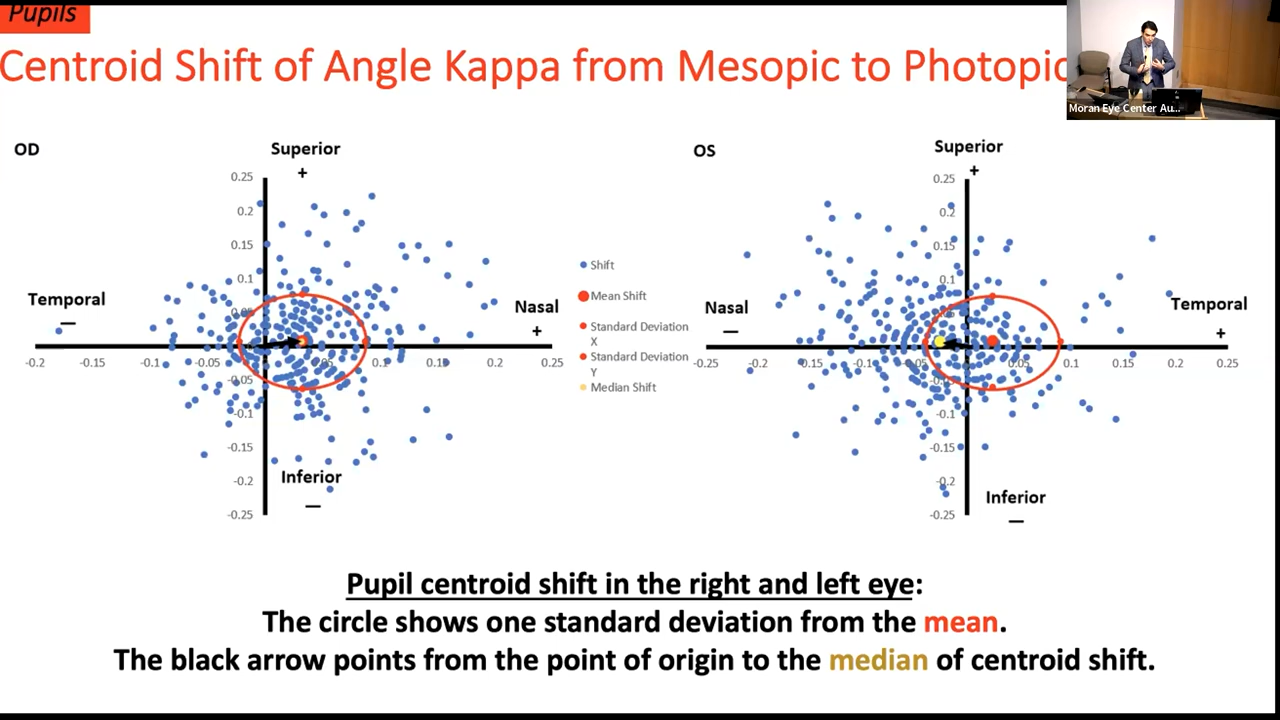 Pupils
Centroid Shift of Angle Kappa from Mesopic to Photopic
Moran Eye Center Au...
OD
Superior
+
0.25
0.2
0.15
0.1
0.05
Temporal
—
Nasal
+
-0.2
-0.15
-0.1
-0.05
0.05
0.1
0.15
0.2
0.25
-0.05
-0.1
-0.15
-0.2
-0.25
Inferior
—
Shift
Mean Shift
Standard Deviation
X
Standard Deviation
Y
Median Shift
OS
Superior
+
0.25
0.2
0.15
0.1
Nasal
—
Temporal
+
-0.25
-0.2
-0.15
-0.1
-0.05
0.05
0.1
0.15
0.2
0.25
-0.05
-0.1
-0.15
-0.2
-0.25
Inferior
—
Pupil centroid shift in the right and left eye:
The circle shows one standard deviation from the mean.
The black arrow points from the point of origin to the median of centroid shift.